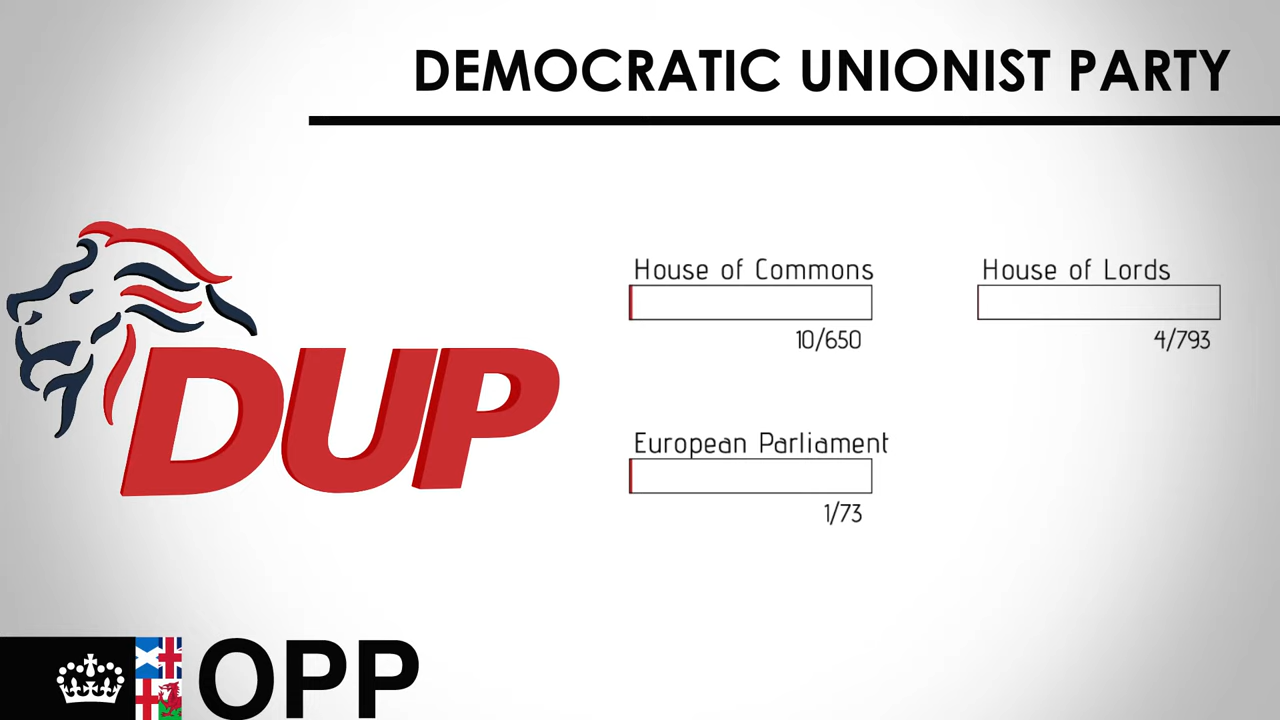 DEMOCRATIC UNIONIST PARTY
House of Commons
10/650
House of Lords
4/793
DUP
European Parliament
1/73
OPP